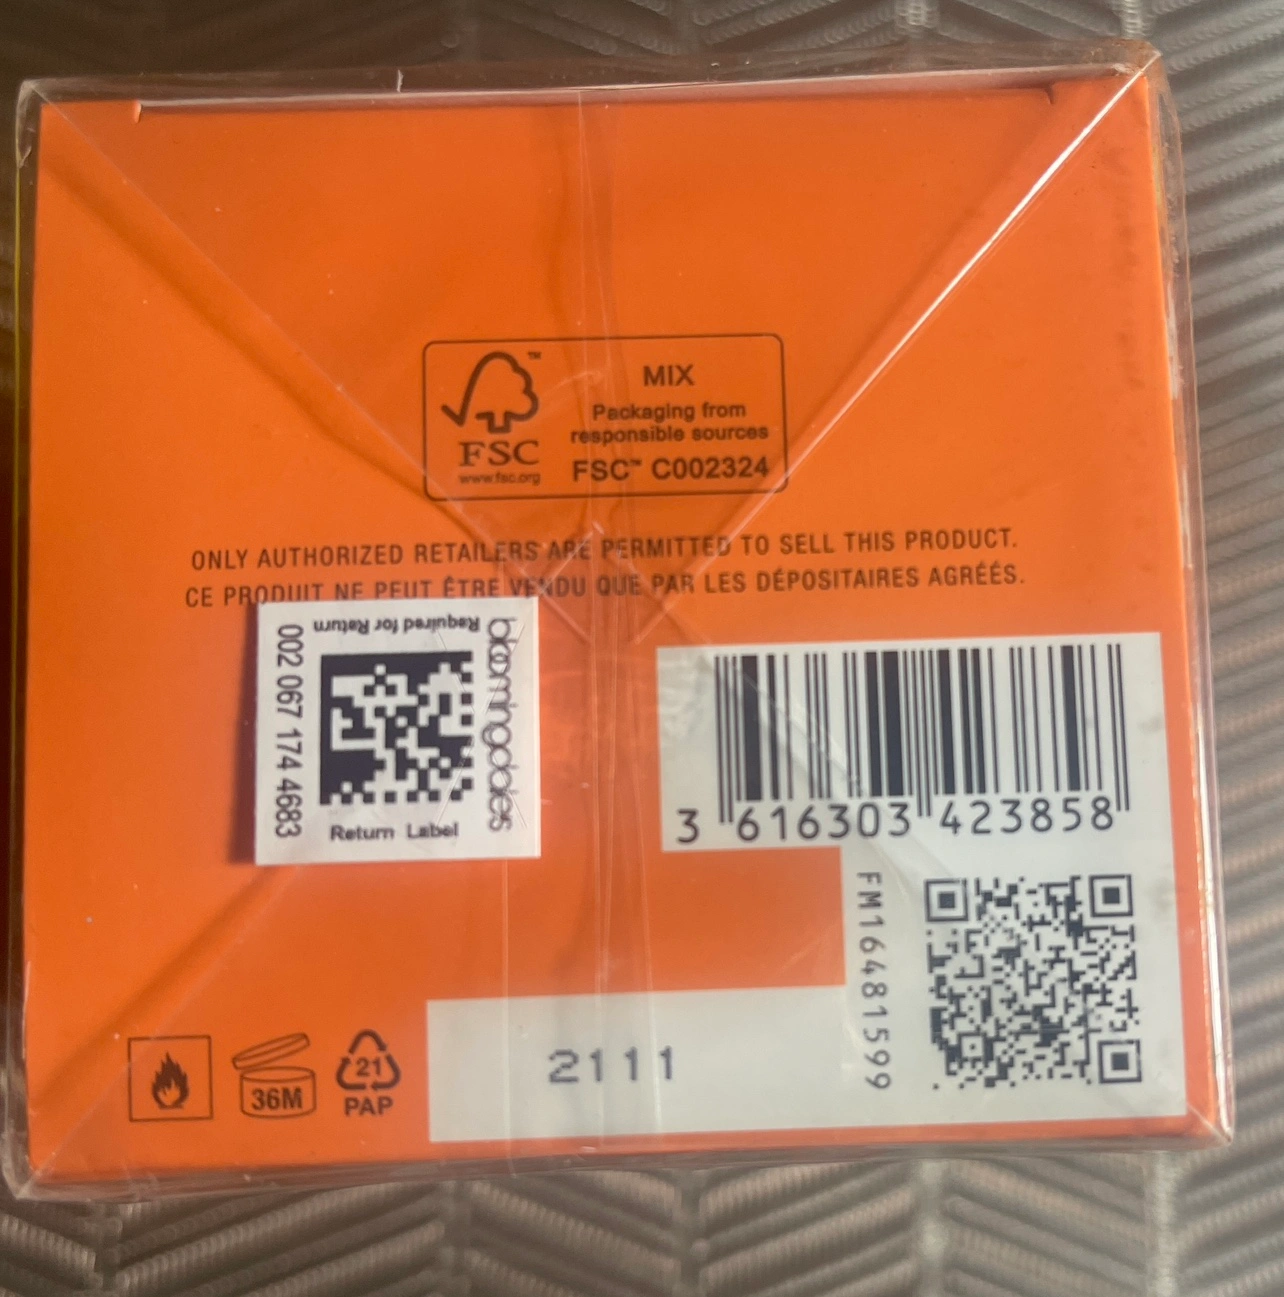 MIX
Packaging from
responsible sources
FSC™ C002324
FSC™
www.fsc.org
ONLY AUTHORIZED RETAILERS ARE PERMITTED TO SELL THIS PRODUCT.
CE PRODUIT NE PEUT ÊTRE VENDU QUE PAR LES DÉPOSITAIRES AGRÉÉS.
Required for Return
bloomingdales
002 067 174 4683
Return Label
3 616303 423858
FM16481599
2111
36M
21
PAP